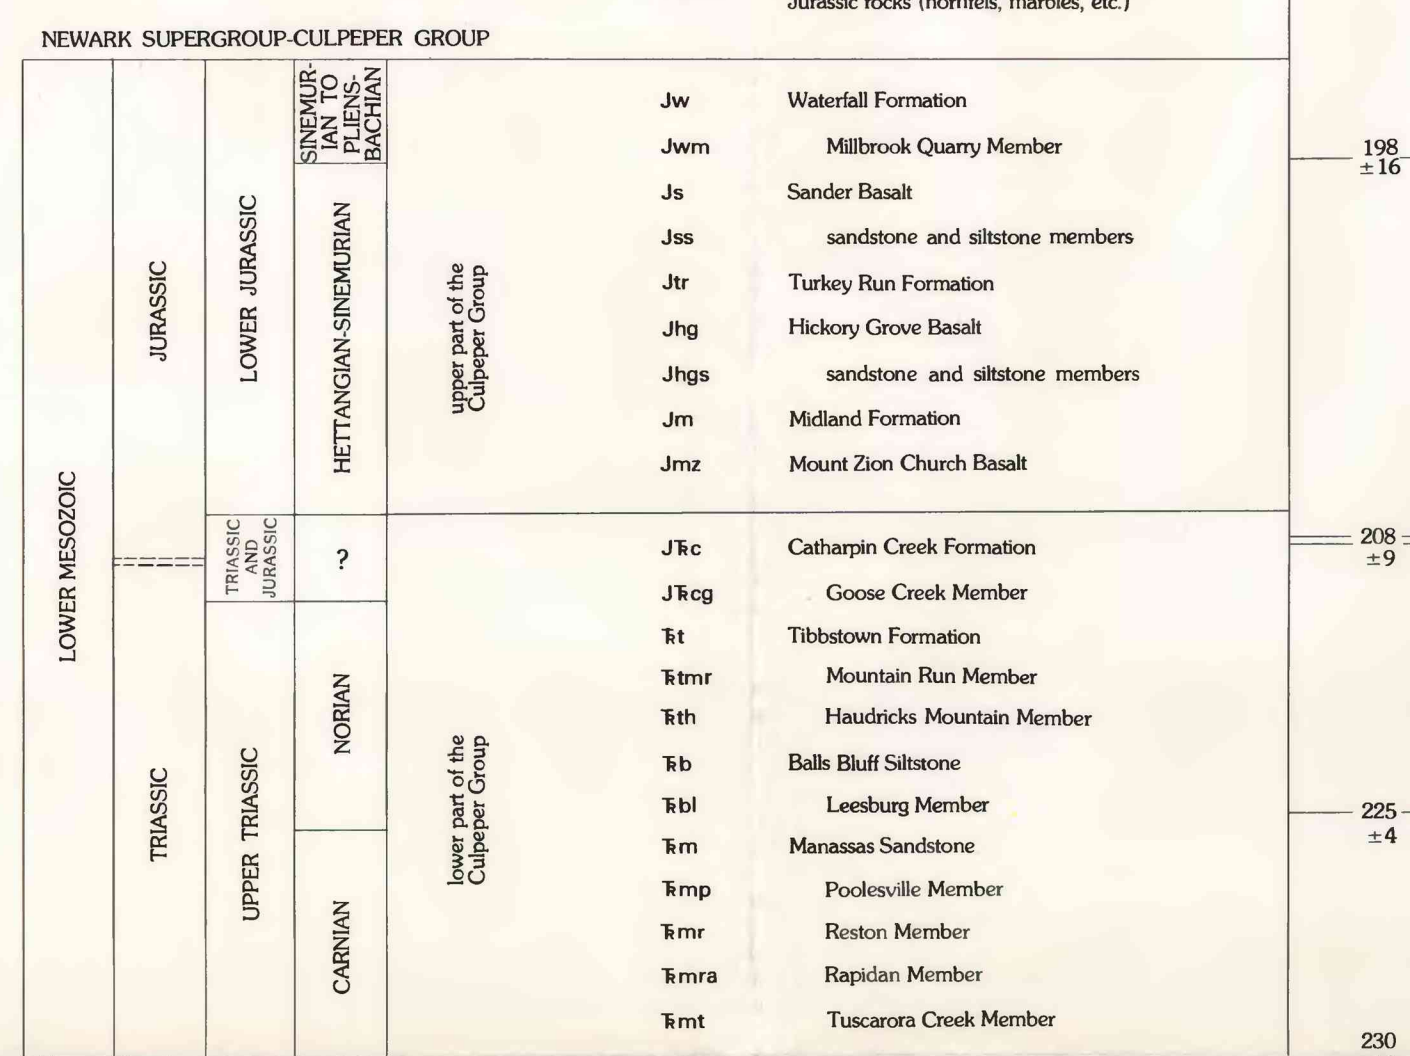 Jurassic rocks (hornfels, marbles, etc.)
NEWARK SUPERGROUP-CULPEPER GROUP
LOWER MESOZOIC
JURASSIC
TRIASSIC
LOWER JURASSIC
TRIASSIC
AND
JURASSIC
UPPER TRIASSIC
SINEMUR-
IAN TO
PLIENS-
BACHIAN
HETTANGIAN-SINEMURIAN
?
NORIAN
CARNIAN
upper part of the
Culpeper Group
lower part of the
Culpeper Group
Jw Waterfall Formation
Jwm Millbrook Quarry Member
Js Sander Basalt
Jss sandstone and siltstone members
Jtr Turkey Run Formation
Jhg Hickory Grove Basalt
Jhgs sandstone and siltstone members
Jm Midland Formation
Jmz Mount Zion Church Basalt
JTRc Catharpin Creek Formation
JTRcg Goose Creek Member
TRt Tibbstown Formation
TRtmr Mountain Run Member
TRth Haudricks Mountain Member
TRb Balls Bluff Siltstone
TRbl Leesburg Member
TRm Manassas Sandstone
TRmp Poolesville Member
TRmr Reston Member
TRmra Rapidan Member
TRmt Tuscarora Creek Member
198
±16
208
±9
225
±4
230